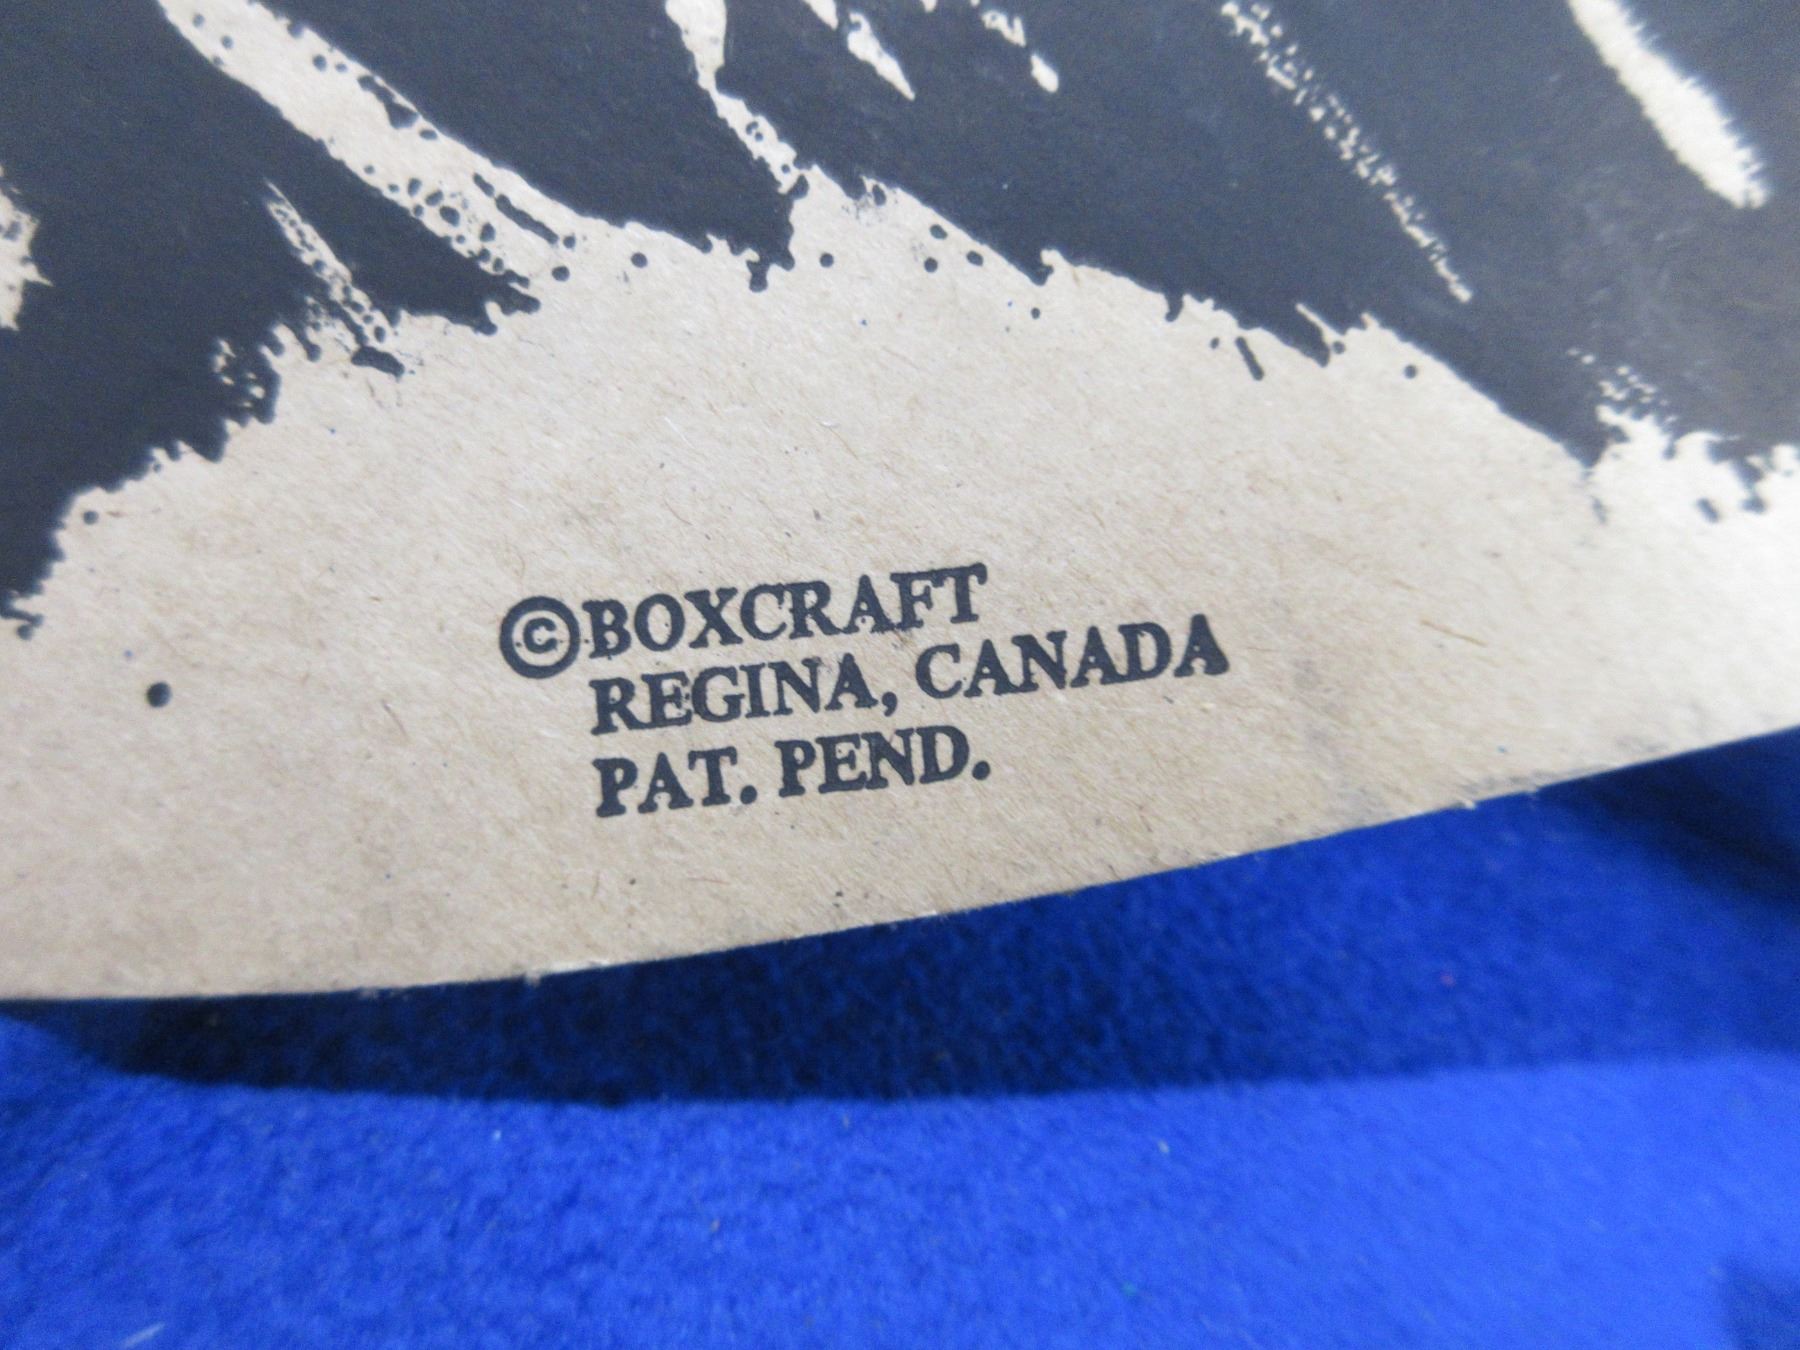 ©BOXCRAFT
REGINA, CANADA
PAT. PEND.